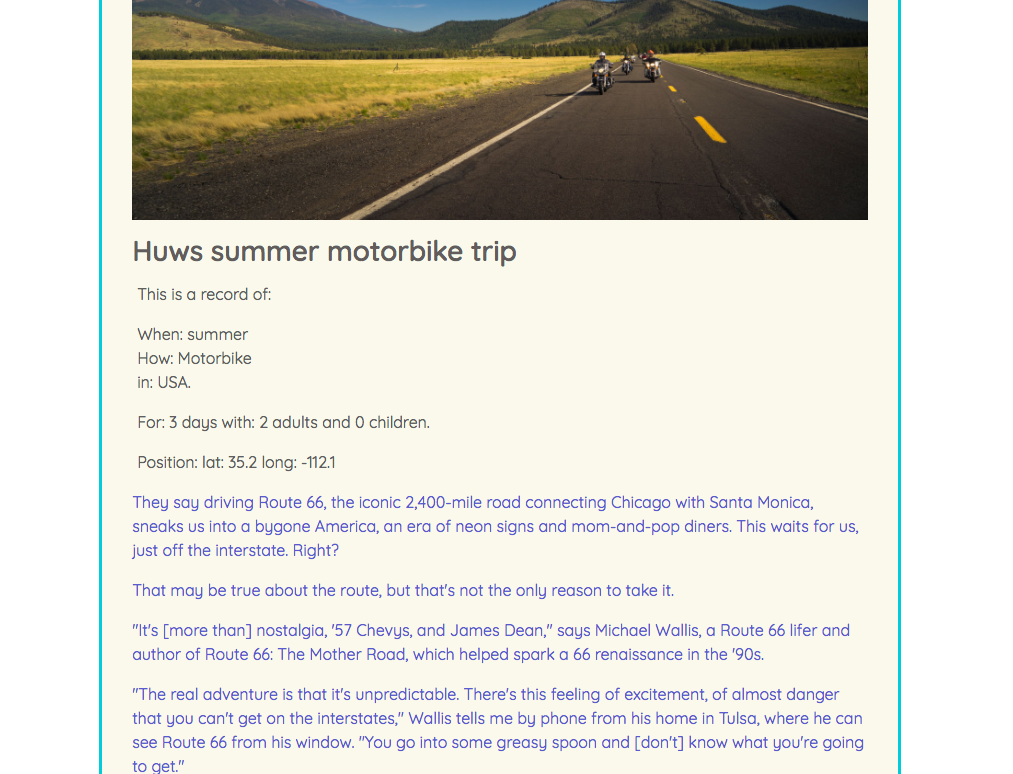 Huws summer motorbike trip
This is a record of:
When: summer
How: Motorbike
in: USA.
For: 3 days with: 2 adults and 0 children.
Position: lat: 35.2 long: -112.1
They say driving Route 66, the iconic 2,400-mile road connecting Chicago with Santa Monica,
sneaks us into a bygone America, an era of neon signs and mom-and-pop diners. This waits for us,
just off the interstate. Right?
That may be true about the route, but that's not the only reason to take it.
"It's [more than] nostalgia, '57 Chevys, and James Dean," says Michael Wallis, a Route 66 lifer and
author of Route 66: The Mother Road, which helped spark a 66 renaissance in the '90s.
"The real adventure is that it's unpredictable. There's this feeling of excitement, of almost danger
that you can't get on the interstates," Wallis tells me by phone from his home in Tulsa, where he can
see Route 66 from his window. "You go into some greasy spoon and [don't] know what you're going
to get."